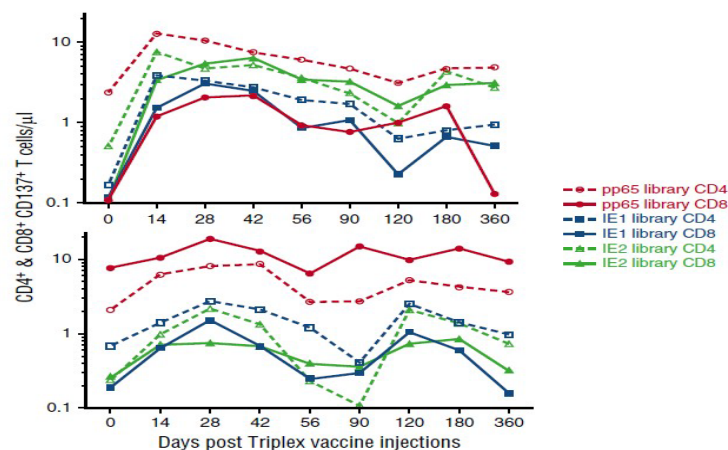 CD4⁺ & CD8⁺ CD137⁺ T cells/µl
10
1
0.1
0 14 28 42 56 90 120 180 360
10
1
0.1
0 14 28 42 56 90 120 180 360
Days post Triplex vaccine injections
pp65 library CD4
pp65 library CD8
IE1 library CD4
IE1 library CD8
IE2 library CD4
IE2 library CD8